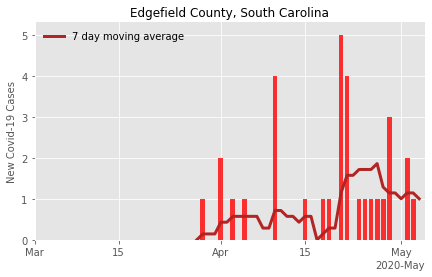 Edgefield County, South Carolina
7 day moving average
New Covid-19 Cases
5
4
3
2
1
0
Mar
15
Apr
15
May
2020-May